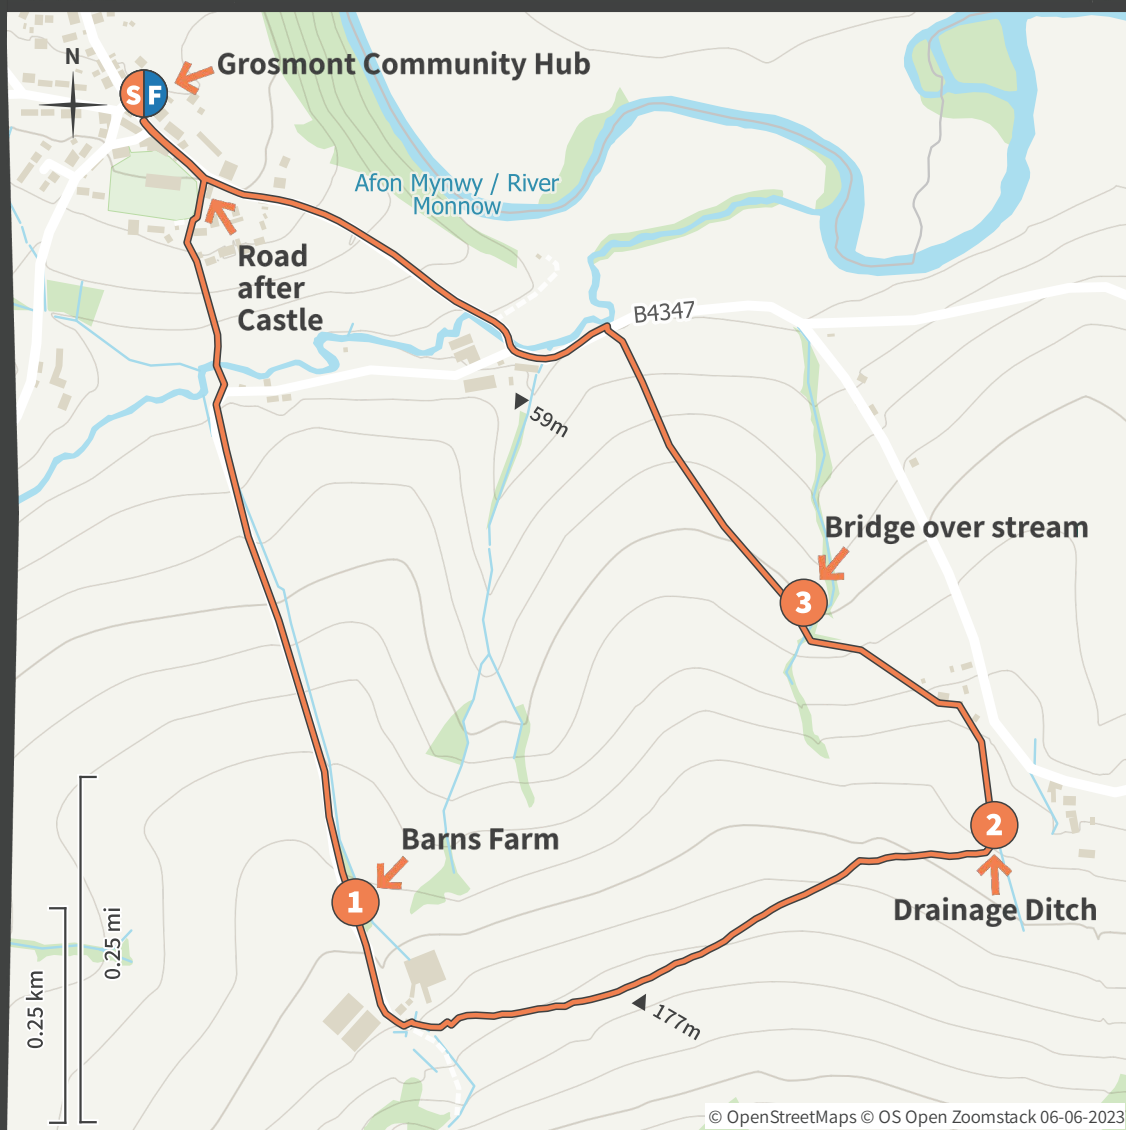 N
Grosmont Community Hub
S F
Afon Mynwy / River
Monnow
Road
after
Castle
B4347
59m
Bridge over stream
3
2
Barns Farm
1
Drainage Ditch
0.25 mi
0.25 km
177m
© OpenStreetMaps © OS Open Zoomstack 06-06-2023